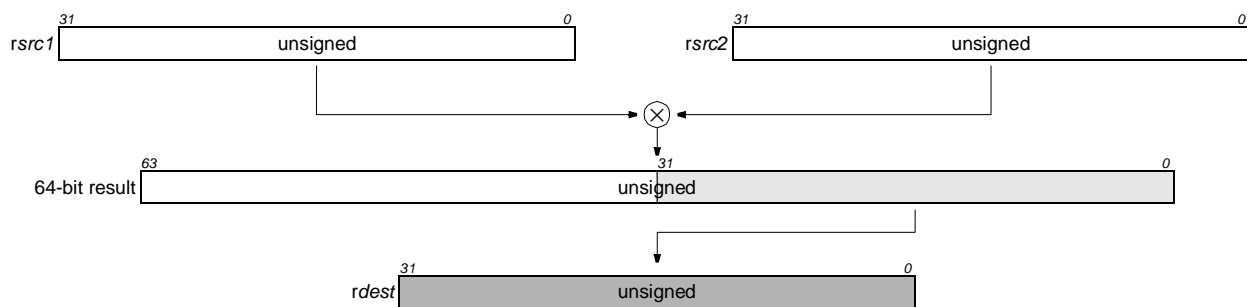 31 0 31 0
rsrc1 unsigned rsrc2 unsigned
63 31 0
64-bit result unsigned
31 0
rdest unsigned